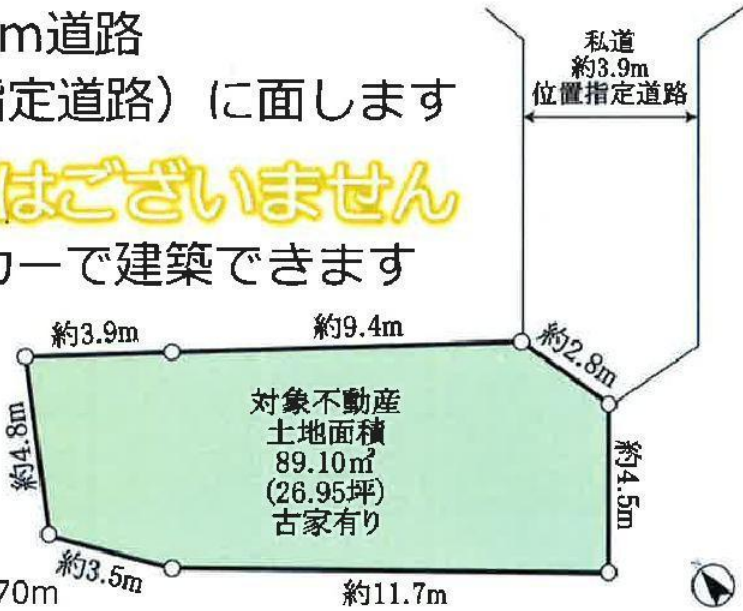 m道路
指定道路）に面します
はございません
カーで建築できます
私道
約3.9m
位置指定道路
約3.9m
約9.4m
約2.8m
約4.8m
対象不動産
土地面積
89.10㎡
(26.95坪)
古家有り
約4.5m
約3.5m
約11.7m
70m